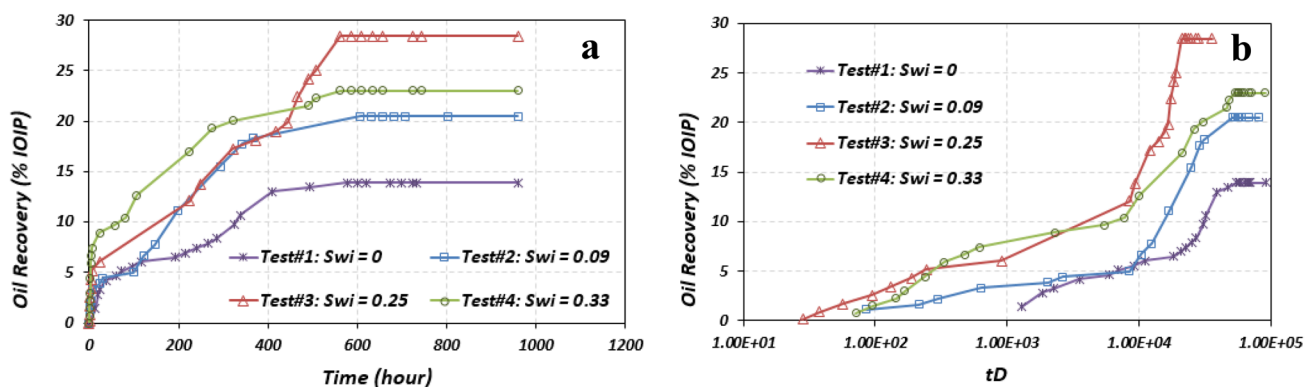 30
25
20
15
10
5
0
Oil Recovery (% IOIP)
a
Test#1: Swi = 0
Test#2: Swi = 0.09
Test#3: Swi = 0.25
Test#4: Swi = 0.33
0 200 400 600 800 1000 1200
Time (hour)
30
25
20
15
10
5
0
Oil Recovery (% IOIP)
b
Test#1: Swi = 0
Test#2: Swi = 0.09
Test#3: Swi = 0.25
Test#4: Swi = 0.33
1.00E+01 1.00E+02 1.00E+03 1.00E+04 1.00E+05
tD